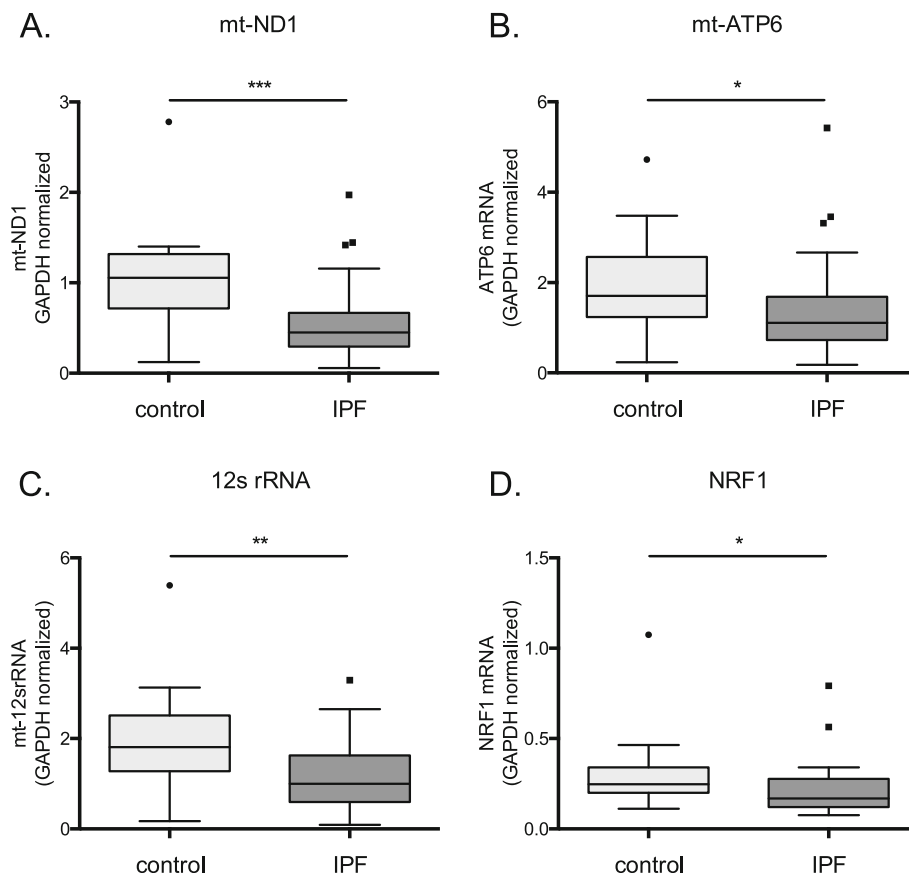 A.
mt-ND1
mt-ND1
GAPDH normalized
3
2
1
0
***
control
IPF
B.
mt-ATP6
ATP6 mRNA
(GAPDH normalized
6
4
2
0
*
control
IPF
C.
12s rRNA
mt-12srRNA
(GAPDH normalized)
6
4
2
0
**
control
IPF
D.
NRF1
NRF1 mRNA
(GAPDH normalized)
1.5
1.0
0.5
0.0
*
control
IPF